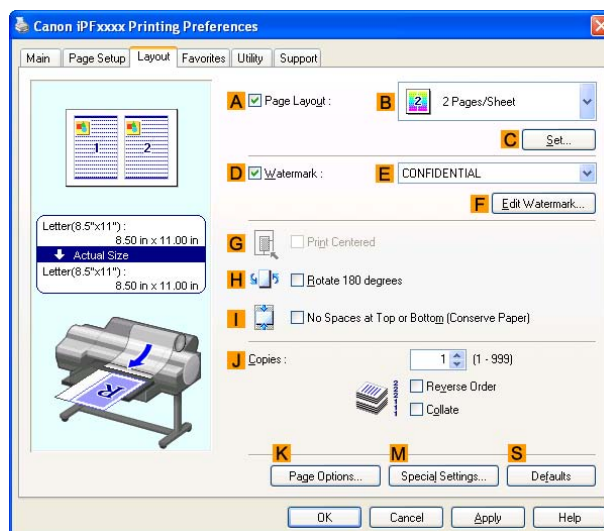 Canon iPFxxxx Printing Preferences
Main Page Setup Layout Favorites Utility Support
A Page Layout : B 2 2 Pages/Sheet
1 2
C Set...
D Watermark : E CONFIDENTIAL
F Edit Watermark...
Letter(8.5"x11") :
8.50 in x 11.00 in
Actual Size
Letter(8.5"x11") :
8.50 in x 11.00 in
G Print Centered
H Rotate 180 degrees
I No Spaces at Top or Bottom (Conserve Paper)
J Copies : 1 (1 - 999)
Reverse Order
Collate
R
K M S
Page Options... Special Settings... Defaults
OK Cancel Apply Help